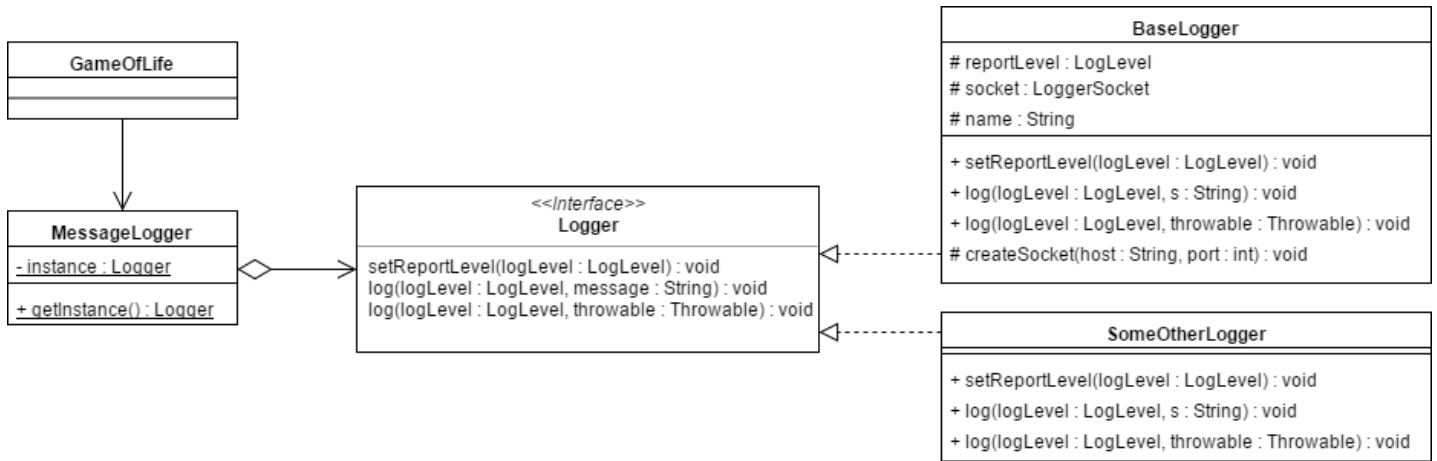 GameOfLife
MessageLogger
- instance : Logger
+ getInstance() : Logger
<<Interface>>
Logger
setReportLevel(logLevel : LogLevel) : void
log(logLevel : LogLevel, message : String) : void
log(logLevel : LogLevel, throwable : Throwable) : void
BaseLogger
# reportLevel : LogLevel
# socket : LoggerSocket
# name : String
+ setReportLevel(logLevel : LogLevel) : void
+ log(logLevel : LogLevel, s : String) : void
+ log(logLevel : LogLevel, throwable : Throwable) : void
# createSocket(host : String, port : int) : void
SomeOtherLogger
+ setReportLevel(logLevel : LogLevel) : void
+ log(logLevel : LogLevel, s : String) : void
+ log(logLevel : LogLevel, throwable : Throwable) : void